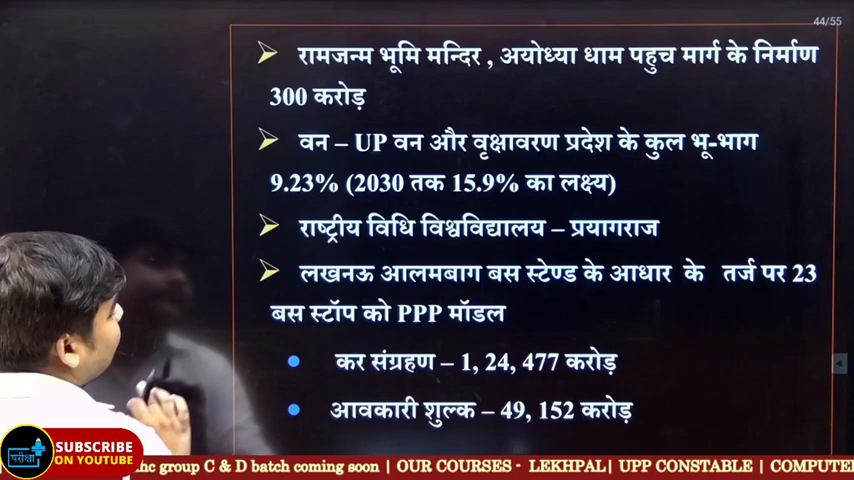 44/55
➢ रामजन्म भूमि मन्दिर , अयोध्या धाम पहुच मार्ग के निर्माण
300 करोड़
➢ वन – UP वन और वृक्षावरण प्रदेश के कुल भू-भाग
9.23% (2030 तक 15.9% का लक्ष्य)
➢ राष्ट्रीय विधि विश्वविद्यालय – प्रयागराज
➢ लखनऊ आलमबाग बस स्टेण्ड के आधार के तर्ज पर 23
बस स्टॉप को PPP मॉडल
• कर संग्रहण – 1, 24, 477 करोड़
• आवकारी शुल्क – 49, 152 करोड़
परीक्षा
SUBSCRIBE
ON YOUTUBE
group C & D batch coming soon | OUR COURSES - LEKHPAL| UPP CONSTABLE | COMPUTE